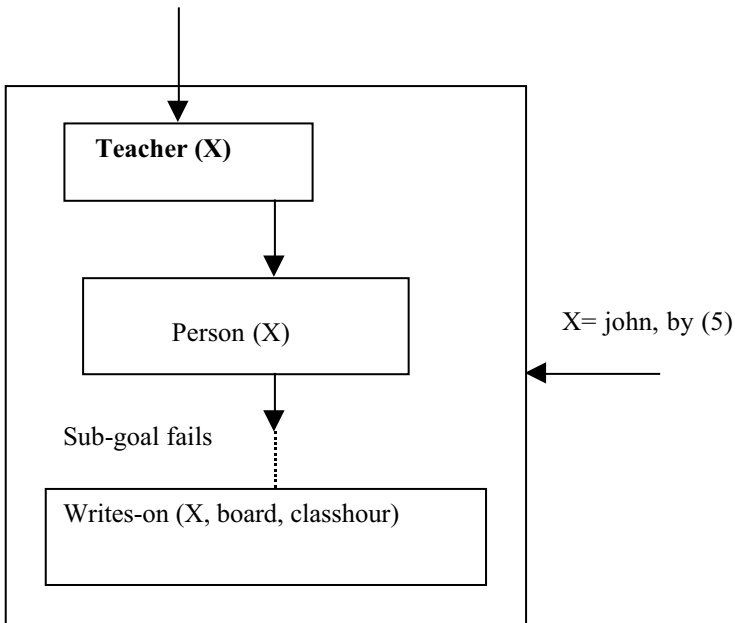 Teacher (X)
Person (X)
X= john, by (5)
Sub-goal fails
Writes-on (X, board, classhour)